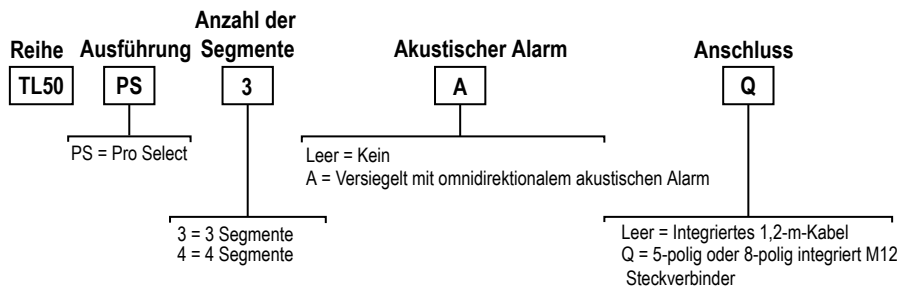 Reihe Ausführung Anzahl der Segmente Akustischer Alarm Anschluss
TL50 PS 3 A Q
PS = Pro Select
Leer = Kein
A = Versiegelt mit omnidirektionalem akustischen Alarm
3 = 3 Segmente
4 = 4 Segmente
Leer = Integriertes 1,2-m-Kabel
Q = 5-polig oder 8-polig integriert M12
Steckverbinder